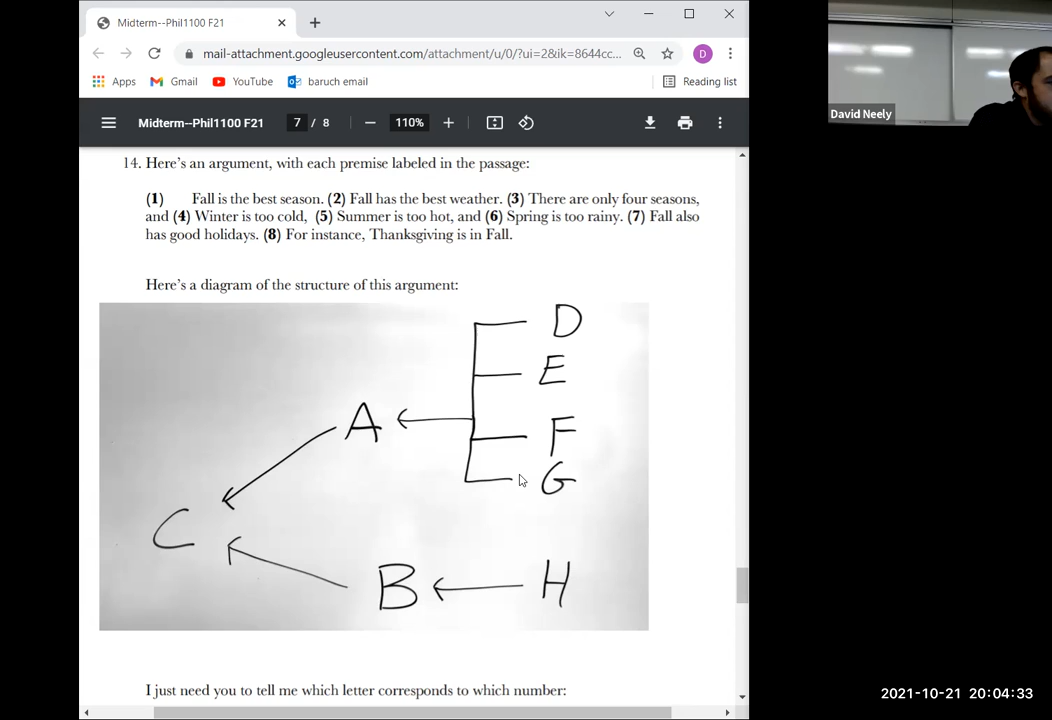 Midterm--Phil1100 F21
mail-attachment.googleusercontent.com/attachment/u/0/?ui=2&ik=8644cc...
D
Apps
Gmail
YouTube
baruch email
Reading list
Midterm--Phil1100 F21
7 / 8
110%
14. Here's an argument, with each premise labeled in the passage:
(1) Fall is the best season. (2) Fall has the best weather. (3) There are only four seasons,
and (4) Winter is too cold, (5) Summer is too hot, and (6) Spring is too rainy. (7) Fall also
has good holidays. (8) For instance, Thanksgiving is in Fall.
Here's a diagram of the structure of this argument:
D
E
A
F
G
C
B
H
I just need you to tell me which letter corresponds to which number:
David Neely
2021-10-21 20:04:33